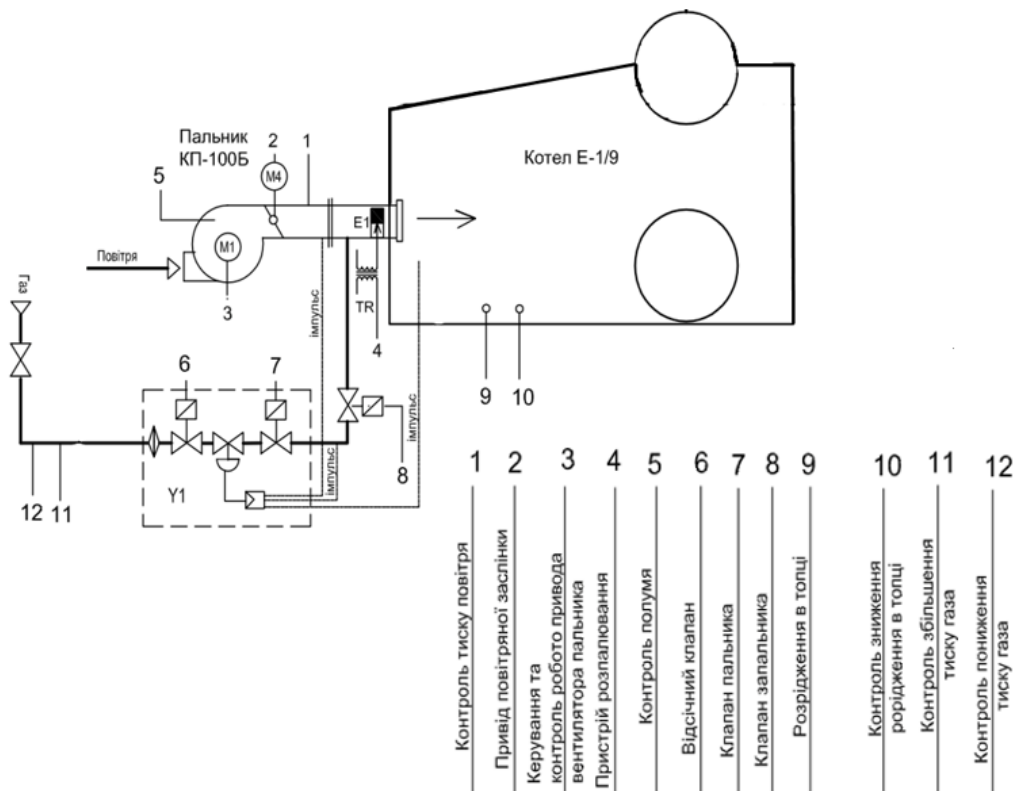 Пальник
КП-100Б
2
1
M4
5
E1
Котел Е-1/9
M1
Повітря
3
TR
4
Газ
імпульс
6
7
9
10
імпульс
імпульс
8
Y1
12
11
1
2
3
4
5
6
7
8
9
10
11
12
Контроль тиску повітря
Привід повітряної заслінки
Керування та
контроль робото привода
вентилятора пальника
Пристрій розпалювання
Контроль полумя
Відсічний клапан
Клапан пальника
Клапан запальника
Розрідження в топці
Контроль зниження
рорідження в топці
Контроль збільшення
тиску газа
Контроль пониження
тиску газа